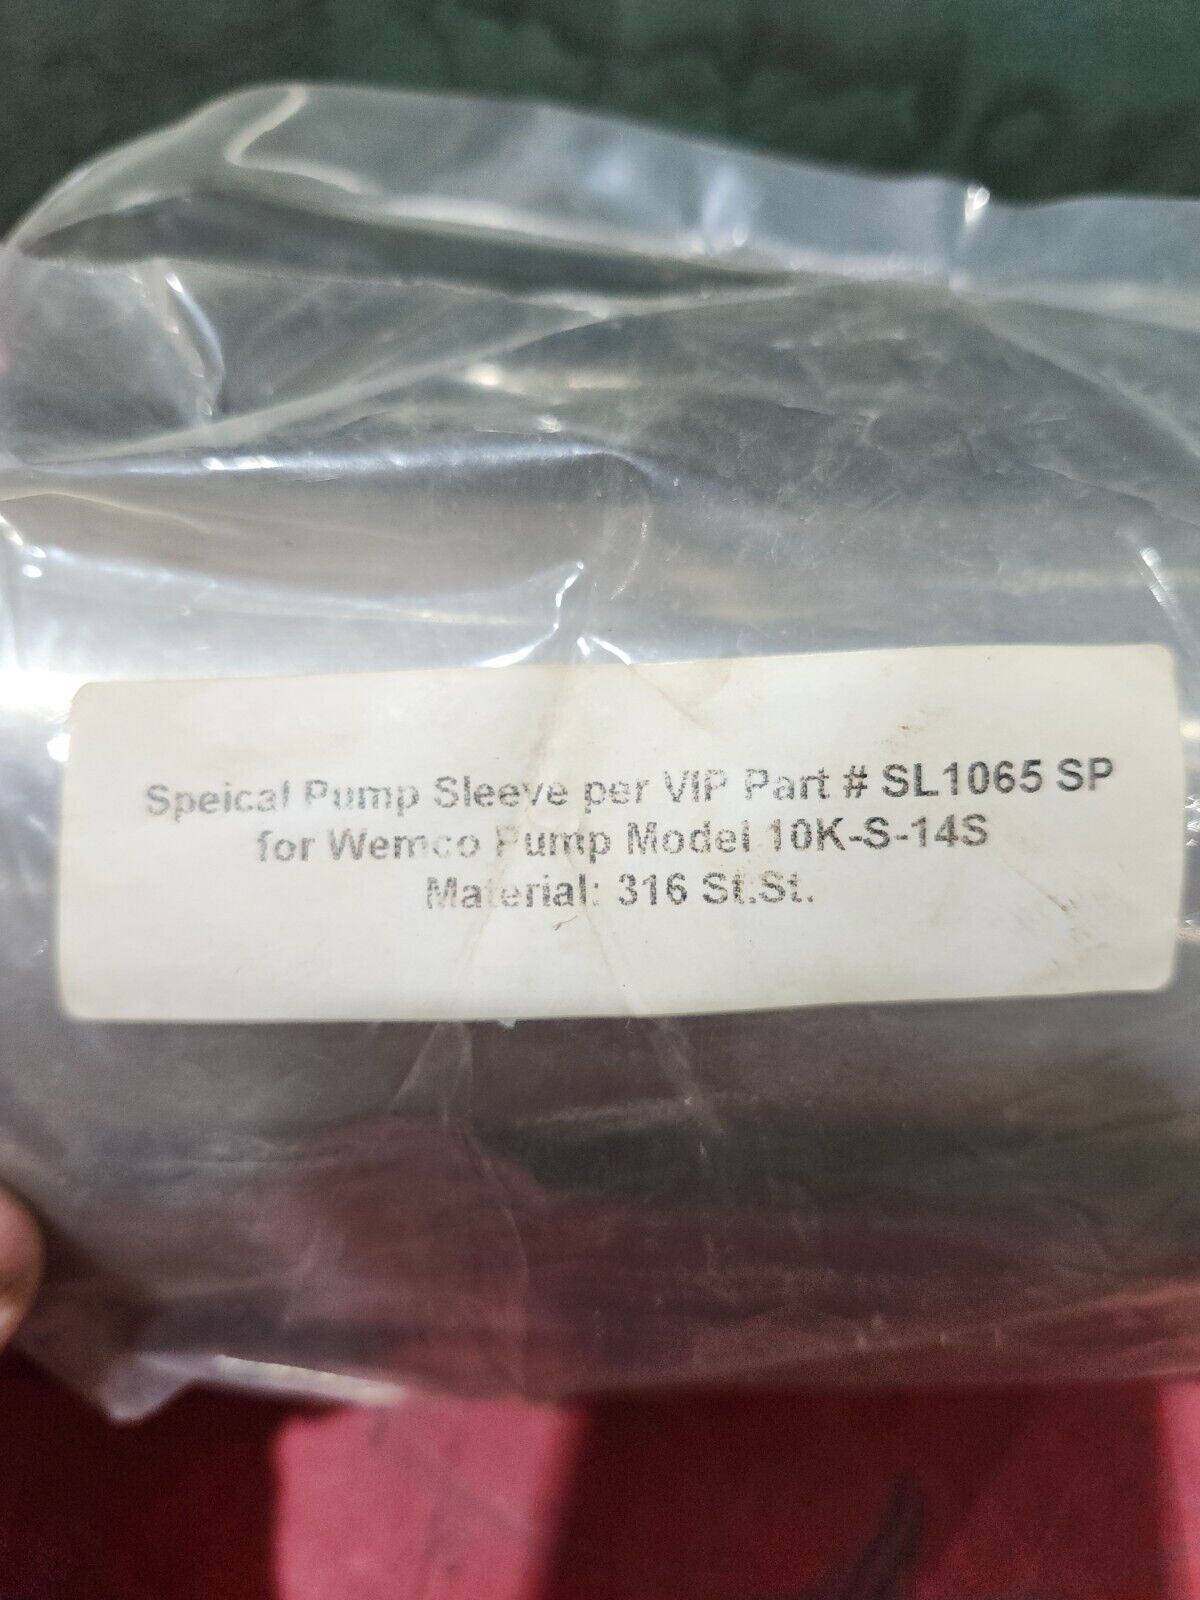 Speical Pump Sleeve per VIP Part # SL1065 SP
for Wemco Pump Model 10K-S-14S
Material: 316 St.St.